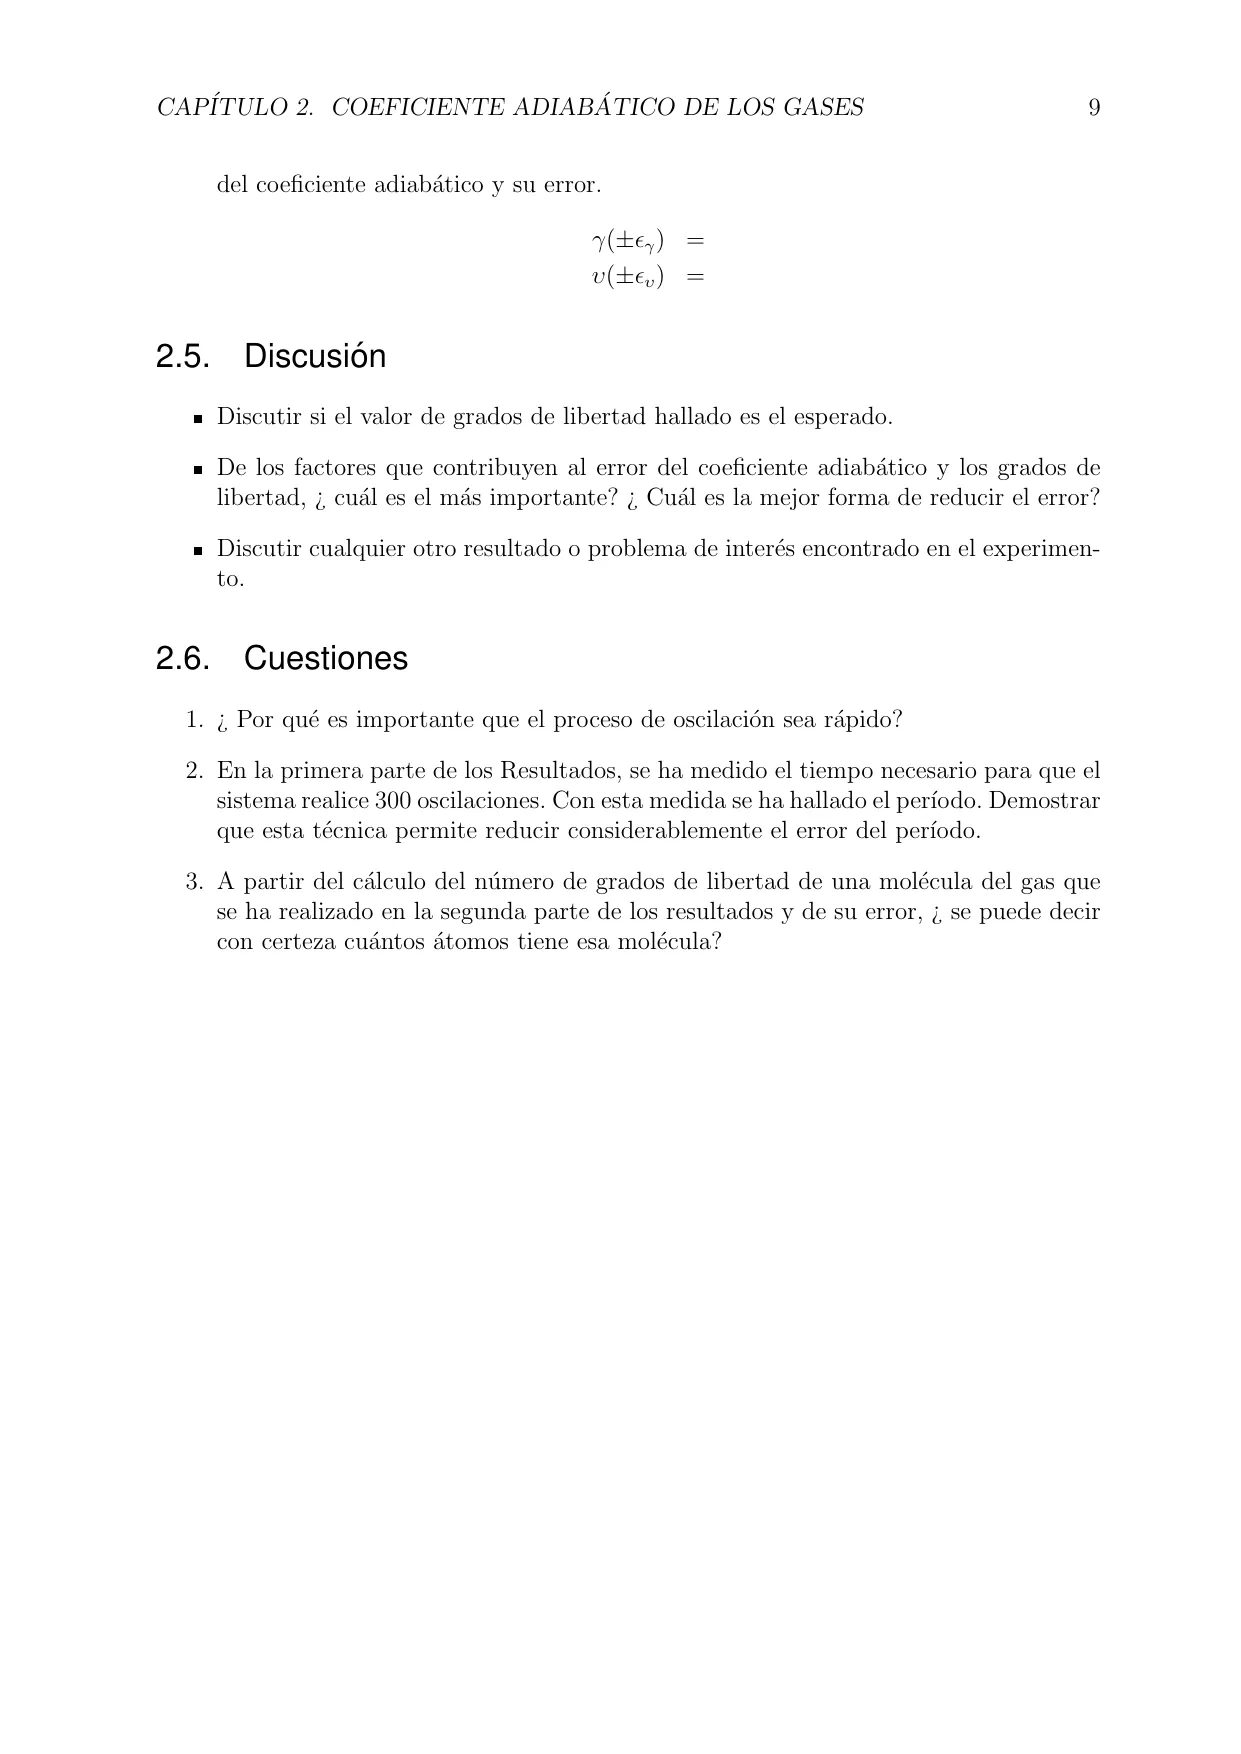 CAPÍTULO 2. COEFICIENTE ADIABÁTICO DE LOS GASES 9
del coeficiente adiabático y su error.
γ(±ϵγ) =
υ(±ϵυ) =
2.5. Discusión
▪ Discutir si el valor de grados de libertad hallado es el esperado.
▪ De los factores que contribuyen al error del coeficiente adiabático y los grados de
libertad, ¿ cuál es el más importante? ¿ Cuál es la mejor forma de reducir el error?
▪ Discutir cualquier otro resultado o problema de interés encontrado en el experimen-
to.
2.6. Cuestiones
1. ¿ Por qué es importante que el proceso de oscilación sea rápido?
2. En la primera parte de los Resultados, se ha medido el tiempo necesario para que el
sistema realice 300 oscilaciones. Con esta medida se ha hallado el período. Demostrar
que esta técnica permite reducir considerablemente el error del período.
3. A partir del cálculo del número de grados de libertad de una molécula del gas que
se ha realizado en la segunda parte de los resultados y de su error, ¿ se puede decir
con certeza cuántos átomos tiene esa molécula?